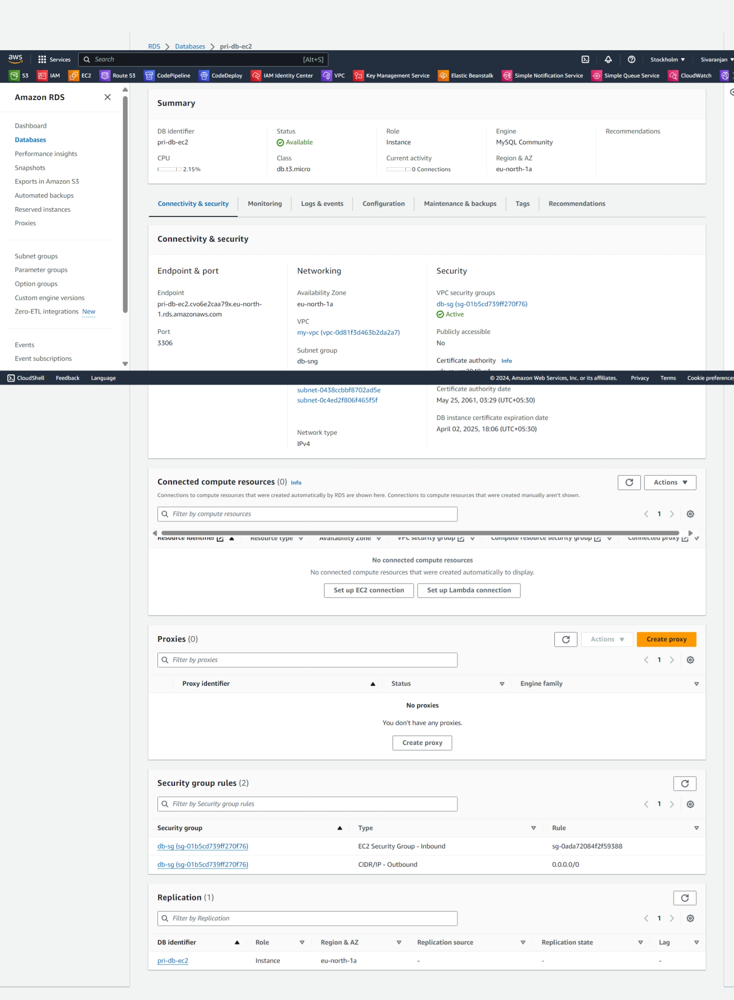 RDS > Databases > pri-db-ec2
aws Services Search [Alt+S] Stockholm Sivaranjan
S3 IAM EC2 Route 53 CodePipeline CodeDeploy IAM Identity Center VPC Key Management Service Elastic Beanstalk Simple Notification Service Simple Queue Service CloudWatch
Amazon RDS
Dashboard
Databases
Performance insights
Snapshots
Exports in Amazon S3
Automated backups
Reserved instances
Proxies
Subnet groups
Parameter groups
Option groups
Custom engine versions
Zero-ETL integrations New
Events
Event subscriptions
Summary
DB identifier
pri-db-ec2
CPU
2.15%
Status
Available
Class
db.t3.micro
Role
Instance
Current activity
0 Connections
Engine
MySQL Community
Region & AZ
eu-north-1a
Recommendations
Connectivity & security Monitoring Logs & events Configuration Maintenance & backups Tags Recommendations
Connectivity & security
Endpoint & port
Endpoint
pri-db-ec2.cvo6e2caa79x.eu-north-
1.rds.amazonaws.com
Port
3306
Networking
Availability Zone
eu-north-1a
VPC
my-vpc (vpc-0d81f3d463b2da2a7)
Subnet group
db-sng
Security
VPC security groups
db-sg (sg-01b5cd739ff270f76)
Active
Publicly accessible
No
Certificate authority Info
CloudShell Feedback Language © 2024, Amazon Web Services, Inc. or its affiliates. Privacy Terms Cookie preferences
subnet-0438ccbbf8702ad5e
subnet-0c4ed2f806f465f5f
Network type
IPv4
Certificate authority date
May 25, 2061, 03:29 (UTC+05:30)
DB instance certificate expiration date
April 02, 2025, 18:06 (UTC+05:30)
Connected compute resources (0) Info
Actions
Connections to compute resources that were created automatically by RDS are shown here. Connections to compute resources that were created manually aren't shown.
Filter by compute resources
1
Resource identifier Resource type Availability Zone VPC security group Compute resource security group Connected proxy
No connected compute resources
No connected compute resources that were created automatically to display.
Set up EC2 connection Set up Lambda connection
Proxies (0)
Actions Create proxy
Filter by proxies
1
Proxy identifier Status Engine family
No proxies
You don't have any proxies.
Create proxy
Security group rules (2)
Filter by Security group rules
1
Security group Type Rule
db-sg (sg-01b5cd739ff270f76) EC2 Security Group - Inbound sg-0ada72084f2f59388
db-sg (sg-01b5cd739ff270f76) CIDR/IP - Outbound 0.0.0.0/0
Replication (1)
Filter by Replication
1
DB identifier Role Region & AZ Replication source Replication state Lag
pri-db-ec2 Instance eu-north-1a - - -